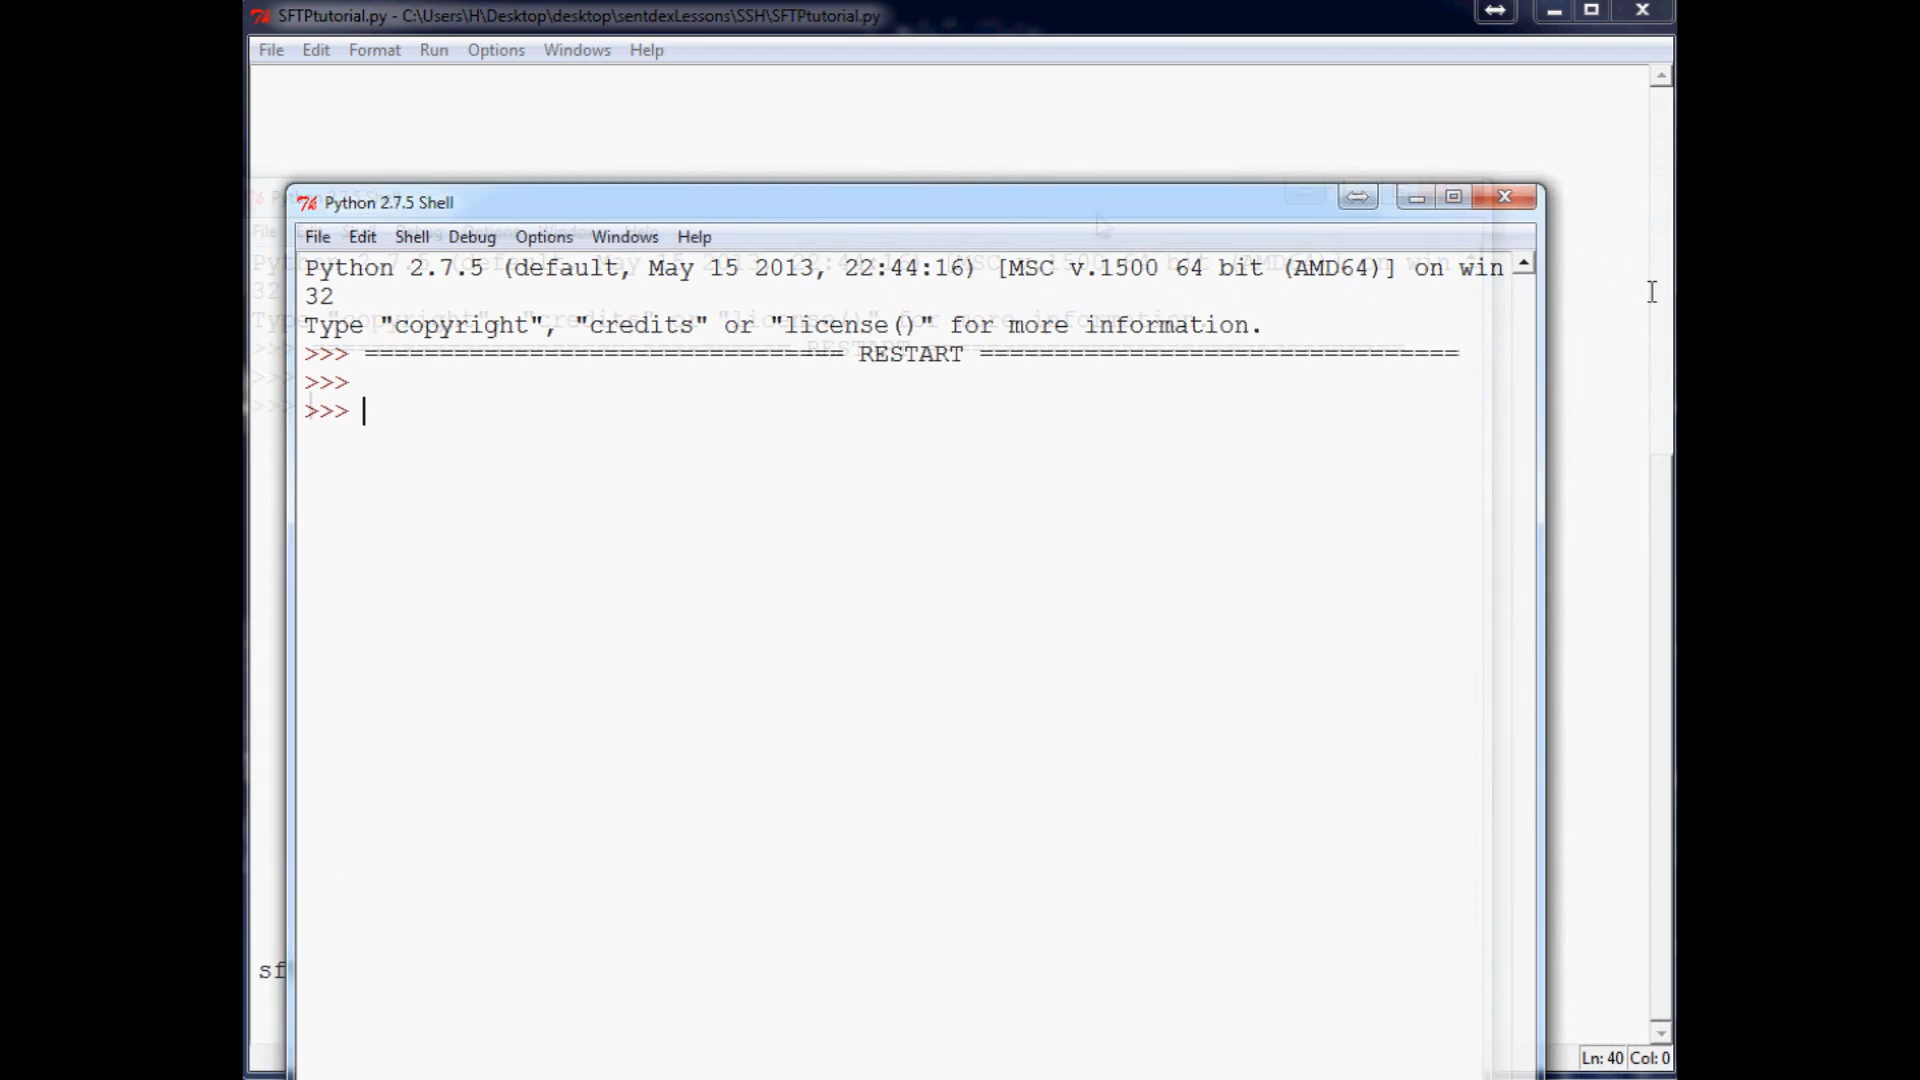 SFTPtutorial.py - C:\Users\H\Desktop\desktop\sentdexLessons\SSH\SFTPtutorial.py
File Edit Format Run Options Windows Help
Python 2.7.5 Shell
File Edit Shell Debug Options Windows Help
Python 2.7.5 (default, May 15 2013, 22:44:16) [MSC v.1500 64 bit (AMD64)] on win
32
Type "copyright", "credits" or "license()" for more information.
>>> ================================ RESTART ================================
>>>
>>>
sf
Ln: 40 Col: 0